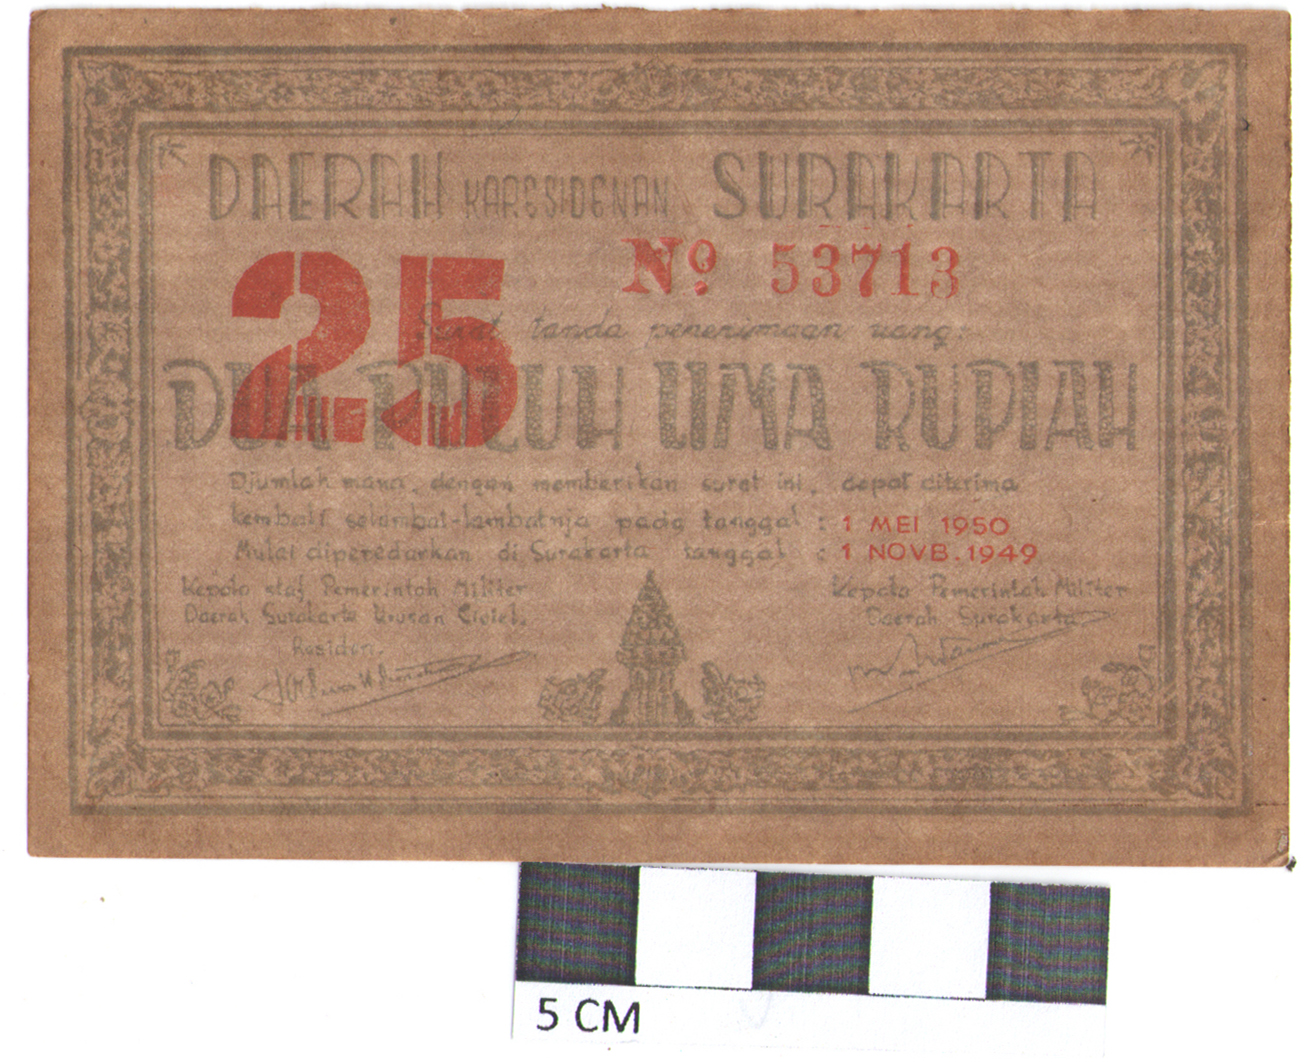 DAERAH KARESIDENAN SURAKARTA
25
No 53713
Surat tanda penerimaan uang:
DUA PULUH LIMA RUPIAH
Djumlah mana, dengan memberikan surat ini, dapat diterima
kembali selambat-lambatnja pada tanggal : 1 MEI 1950
Mulai diperedarkan di Surakarta tanggal : 1 NOVB. 1949
Kepala staf Pemerintah Militer
Daerah Surakarta Urusan Civiel.
Residen.
Kepala Pemerintah Militer
Daerah Surakarta
5 CM